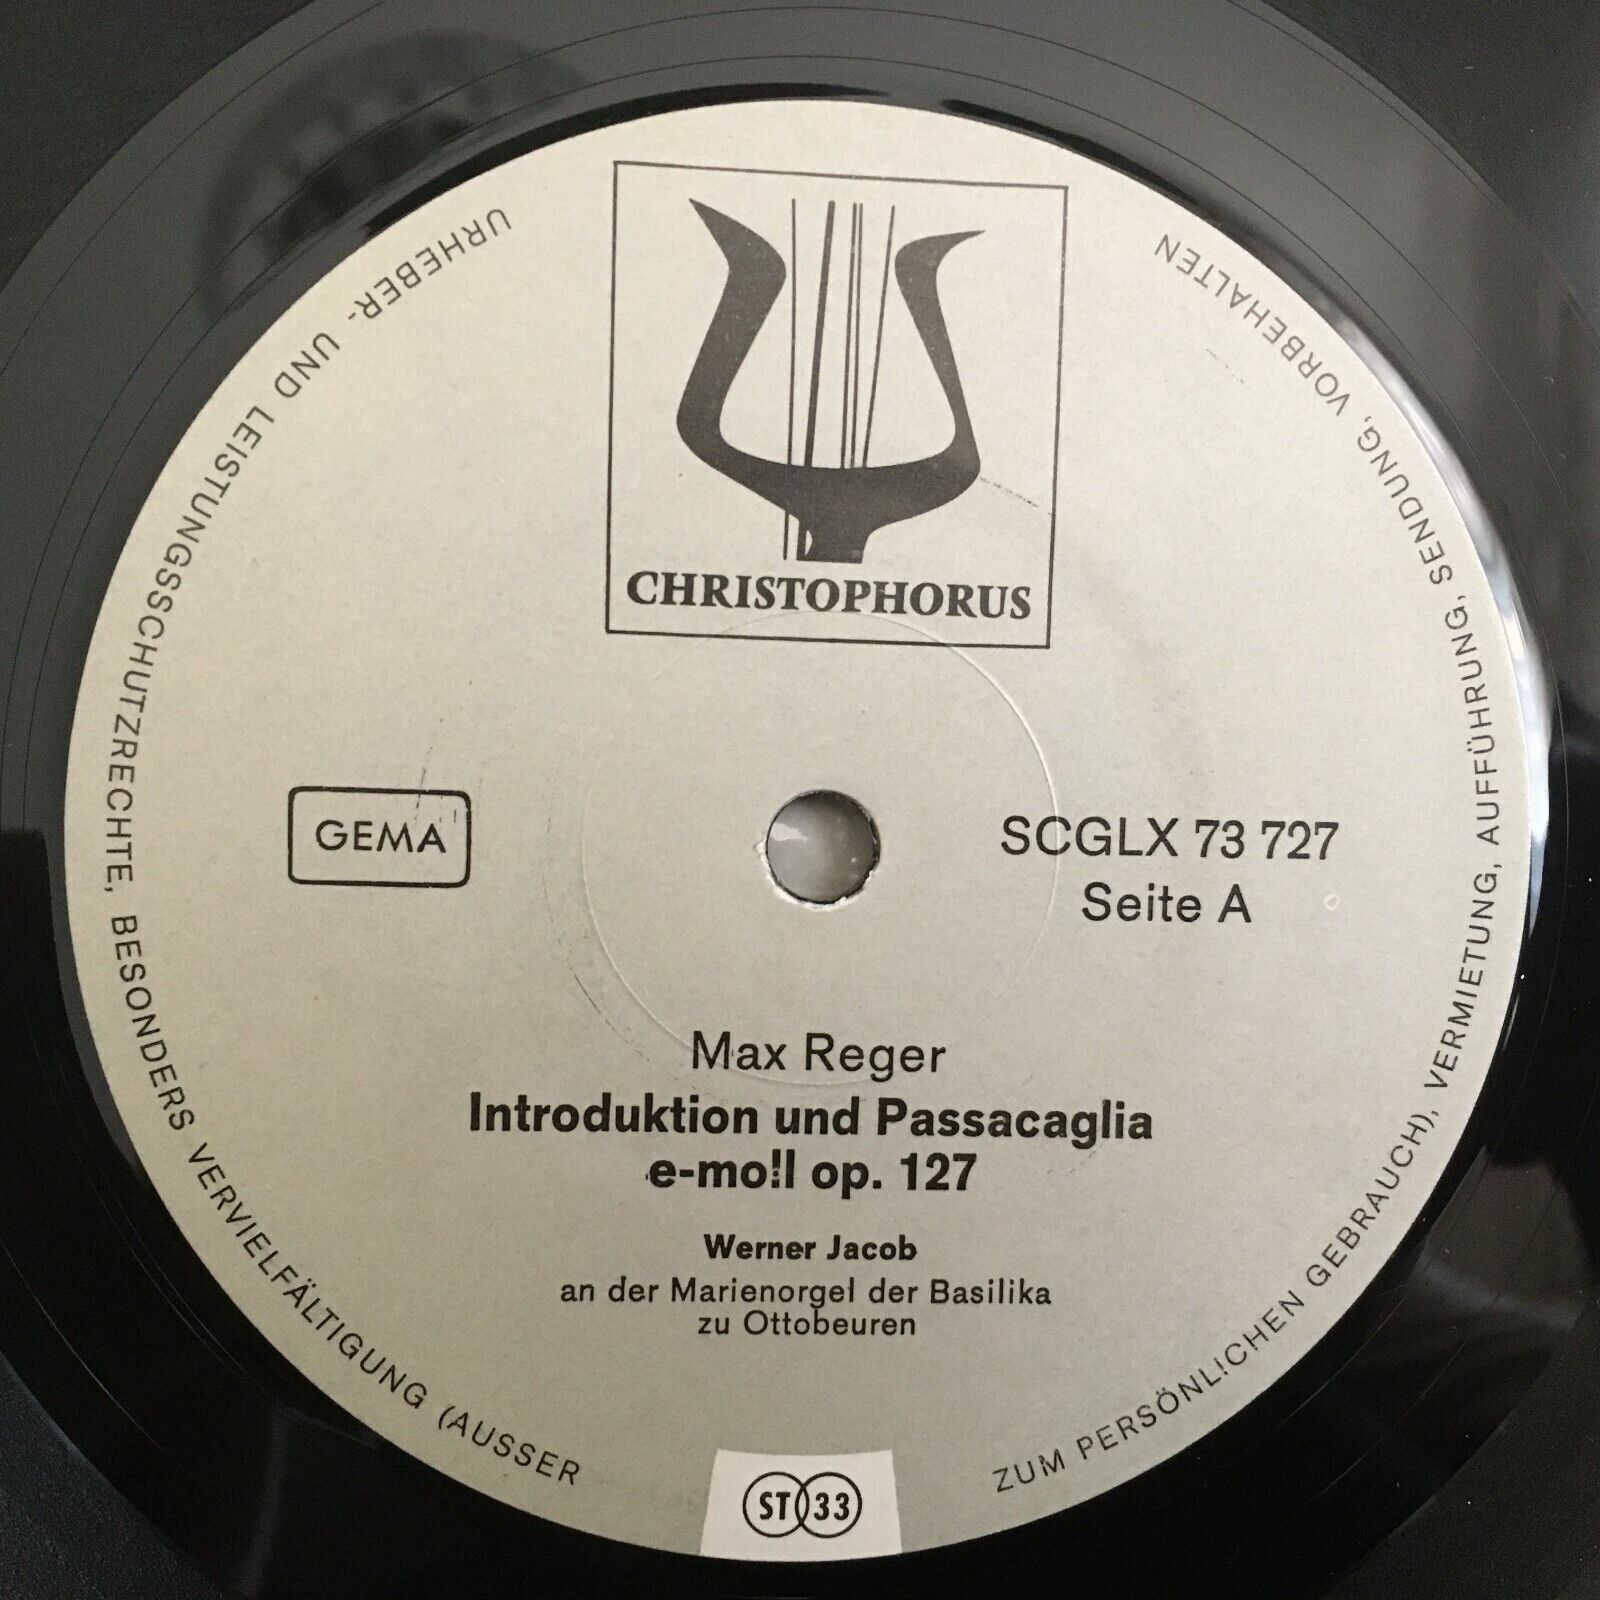 CHRISTOPHORUS
GEMA
SCGLX 73 727
Seite A
Max Reger
Introduktion und Passacaglia
e-moll op. 127
Werner Jacob
an der Marienorgel der Basilika
zu Ottobeuren
ST 33
URHEBER- UND LEISTUNGSSCHUTZRECHTE, BESONDERS VERVIELFÄLTIGUNG (AUSSER
ZUM PERSÖNLICHEN GEBRAUCH), VERMIETUNG, AUFFÜHRUNG, SENDUNG, VORBEHALTEN